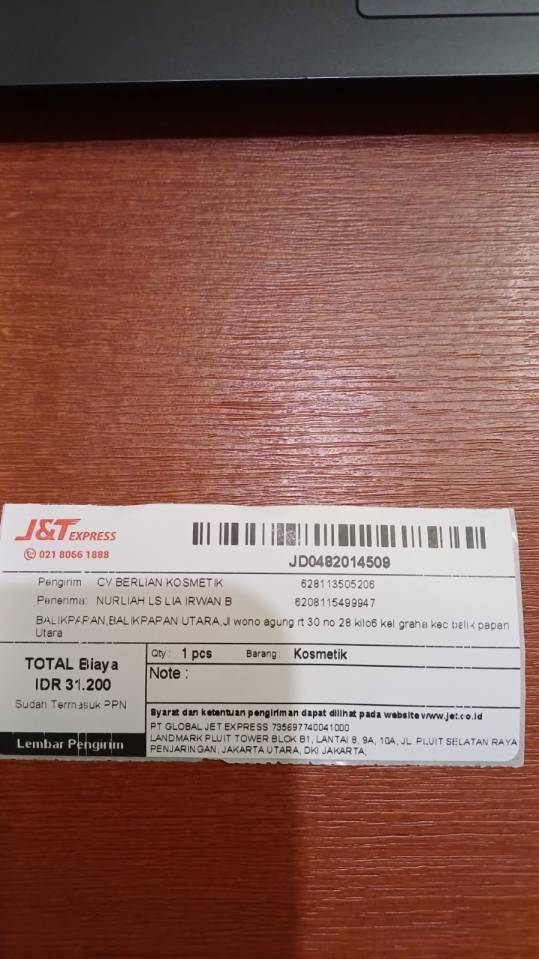 J&T EXPRESS
021 8066 1888
JD0482014509
Pengirim CV BERLIAN KOSMETIK 628113505206
Penerima: NURLIAH LS LIA IRWAN B 6208115499947
BALIKPAPAN,BALIKPAPAN UTARA,Jl wono agung rt 30 no 28 kilo6 kel graha kec balik papan
Utara
TOTAL Biaya
IDR 31.200
Sudah Termasuk PPN
Lembar Pengirim
Qty: 1 pcs Barang: Kosmetik
Note :
Syarat dan ketentuan pengiriman dapat dilihat pada website www.jet.co.id
PT GLOBAL JET EXPRESS 735697740041000
LANDMARK PLUIT TOWER BLOK B1, LANTAI 8, 9A, 10A, JL. PLUIT SELATAN RAYA
PENJARINGAN, JAKARTA UTARA, DKI JAKARTA;